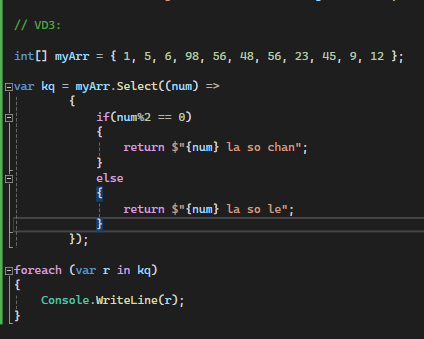 // VD3:
int[] myArr = { 1, 5, 6, 98, 56, 48, 56, 23, 45, 9, 12 };
var kq = myArr.Select((num) =>
{
if(num%2 == 0)
{
return $"{num} la so chan";
}
else
{
return $"{num} la so le";
}
});
foreach (var r in kq)
{
Console.WriteLine(r);
}